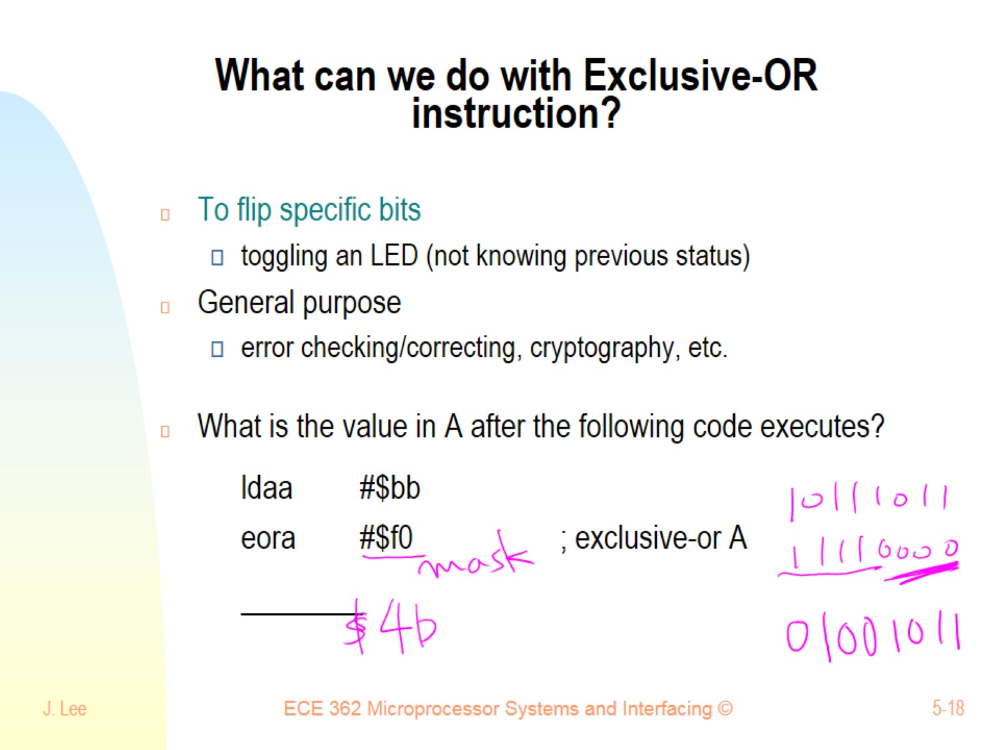 What can we do with Exclusive-OR
instruction?
To flip specific bits
toggling an LED (not knowing previous status)
General purpose
error checking/correcting, cryptography, etc.
What is the value in A after the following code executes?
ldaa #$bb 10111011
eora #$f0 ; exclusive-or A 11110000
mask
$4b 01001011
J. Lee ECE 362 Microprocessor Systems and Interfacing © 5-18